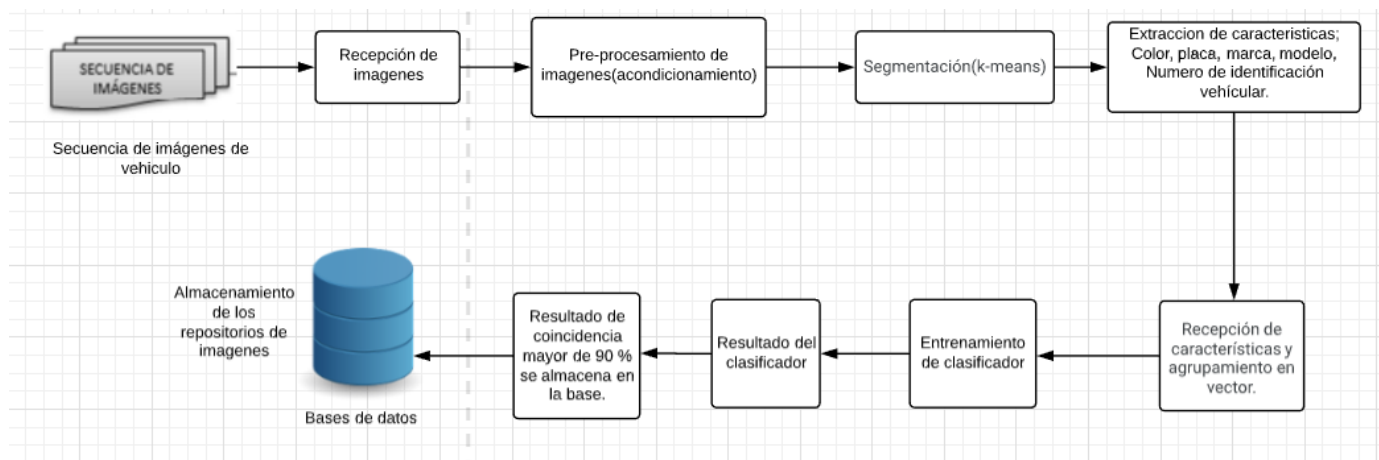 SECUENCIA DE
IMÁGENES
Secuencia de imágenes de
vehiculo
Recepción de
imagenes
Pre-procesamiento de
imagenes(acondicionamiento)
Segmentación(k-means)
Extraccion de caracteristicas;
Color, placa, marca, modelo,
Numero de identificación
vehícular.
Recepción de
características y
agrupamiento en
vector.
Entrenamiento
de clasificador
Resultado del
clasificador
Resultado de
coincidencia
mayor de 90 %
se almacena en
la base.
Almacenamiento
de los
repositorios de
imagenes
Bases de datos